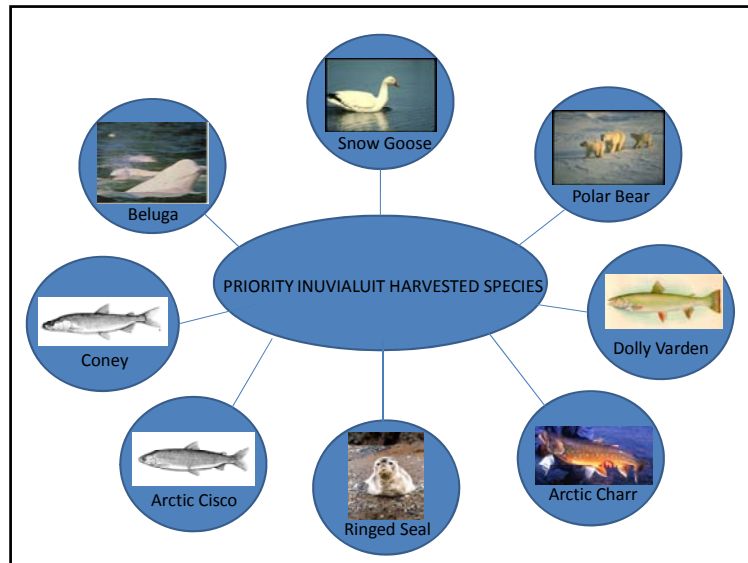 Snow Goose
Polar Bear
Beluga
PRIORITY INUVIALUIT HARVESTED SPECIES
Coney
Dolly Varden
Arctic Cisco
Ringed Seal
Arctic Charr